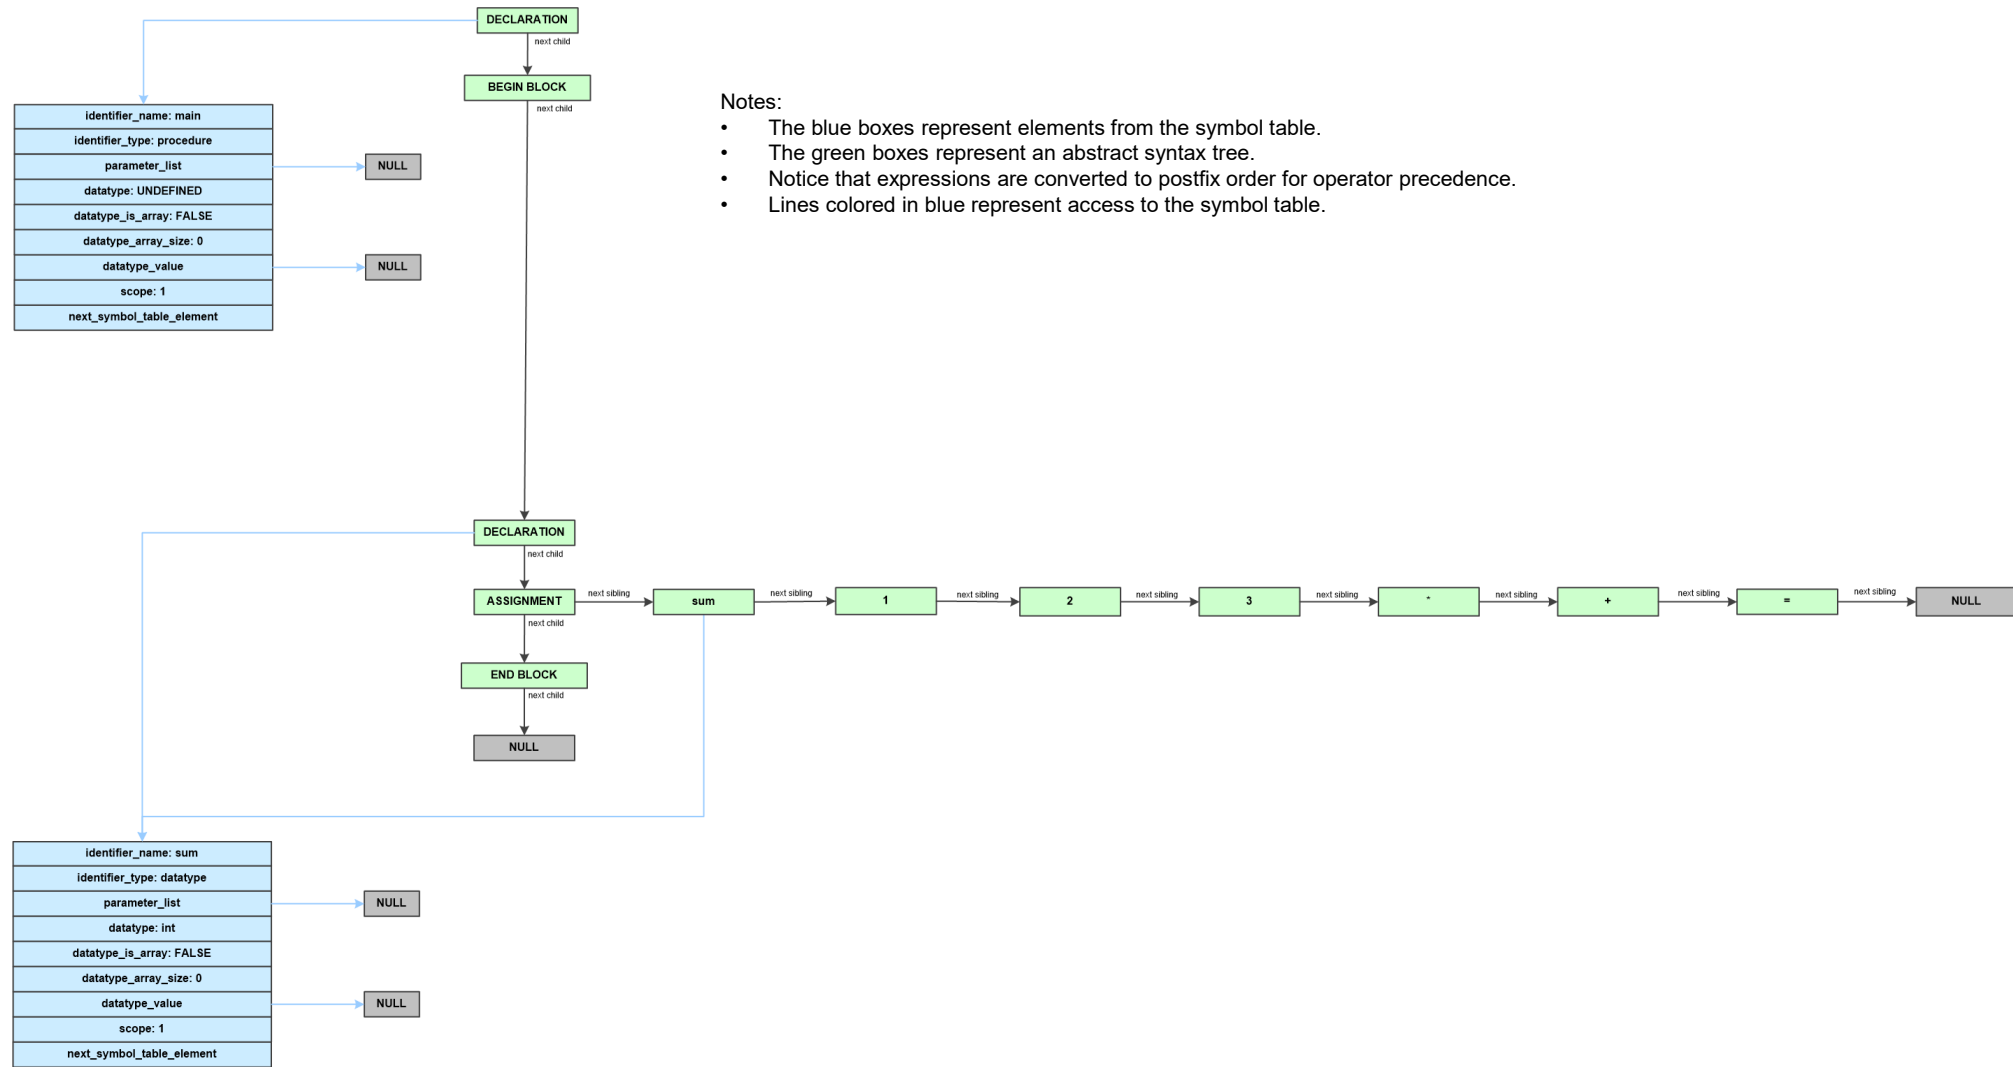 DECLARATION
next child
BEGIN BLOCK
next child
Notes:
• The blue boxes represent elements from the symbol table.
• The green boxes represent an abstract syntax tree.
• Notice that expressions are converted to postfix order for operator precedence.
• Lines colored in blue represent access to the symbol table.
identifier_name: main
identifier_type: procedure
parameter_list
NULL
datatype: UNDEFINED
datatype_is_array: FALSE
datatype_array_size: 0
datatype_value
NULL
scope: 1
next_symbol_table_element
DECLARATION
next child
ASSIGNMENT
next sibling
sum
next sibling
1
next sibling
2
next sibling
3
next sibling
*
next sibling
+
next sibling
=
next sibling
NULL
next child
END BLOCK
next child
NULL
identifier_name: sum
identifier_type: datatype
parameter_list
NULL
datatype: int
datatype_is_array: FALSE
datatype_array_size: 0
datatype_value
NULL
scope: 1
next_symbol_table_element